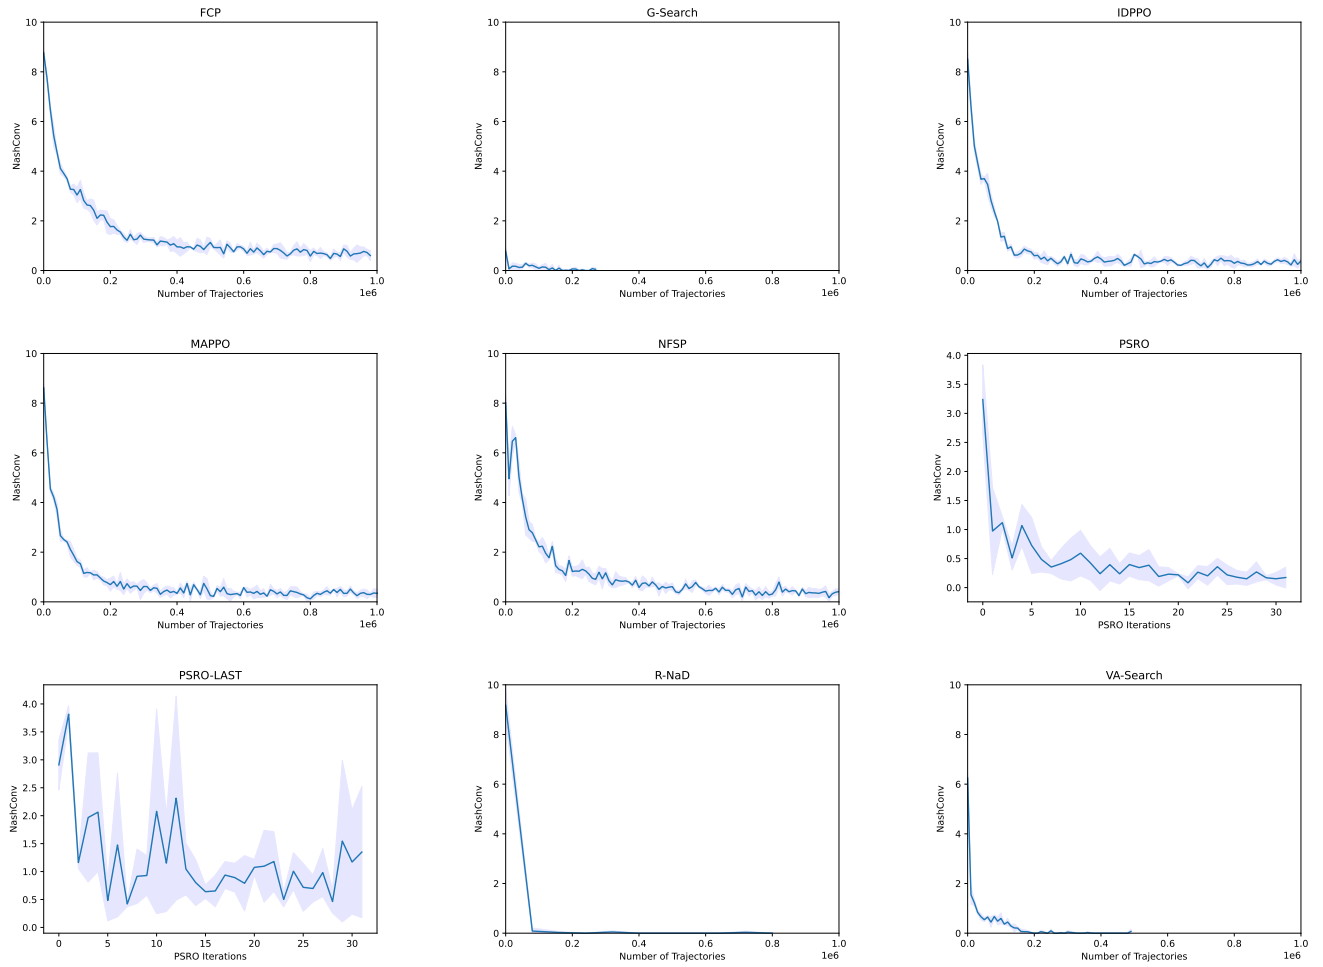 FCP
10
8
6
4
2
0
NashConv
0.0 0.2 0.4 0.6 0.8 1.0
Number of Trajectories
1e6
G-Search
10
8
6
4
2
0
NashConv
0.0 0.2 0.4 0.6 0.8 1.0
Number of Trajectories
1e6
IDPPO
10
8
6
4
2
0
NashConv
0.0 0.2 0.4 0.6 0.8 1.0
Number of Trajectories
1e6
MAPPO
10
8
6
4
2
0
NashConv
0.0 0.2 0.4 0.6 0.8 1.0
Number of Trajectories
1e6
NFSP
10
8
6
4
2
0
NashConv
0.0 0.2 0.4 0.6 0.8 1.0
Number of Trajectories
1e6
PSRO
4.0
3.5
3.0
2.5
2.0
1.5
1.0
0.5
0.0
NashConv
0 5 10 15 20 25 30
PSRO Iterations
PSRO-LAST
4.0
3.5
3.0
2.5
2.0
1.5
1.0
0.5
0.0
NashConv
0 5 10 15 20 25 30
PSRO Iterations
R-NaD
10
8
6
4
2
0
NashConv
0.0 0.2 0.4 0.6 0.8 1.0
Number of Trajectories
1e6
VA-Search
10
8
6
4
2
0
NashConv
0.0 0.2 0.4 0.6 0.8 1.0
Number of Trajectories
1e6